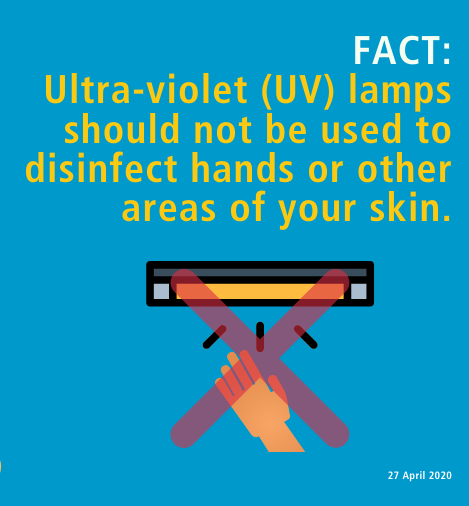 FACT:
Ultra-violet (UV) lamps
should not be used to
disinfect hands or other
areas of your skin.
27 April 2020